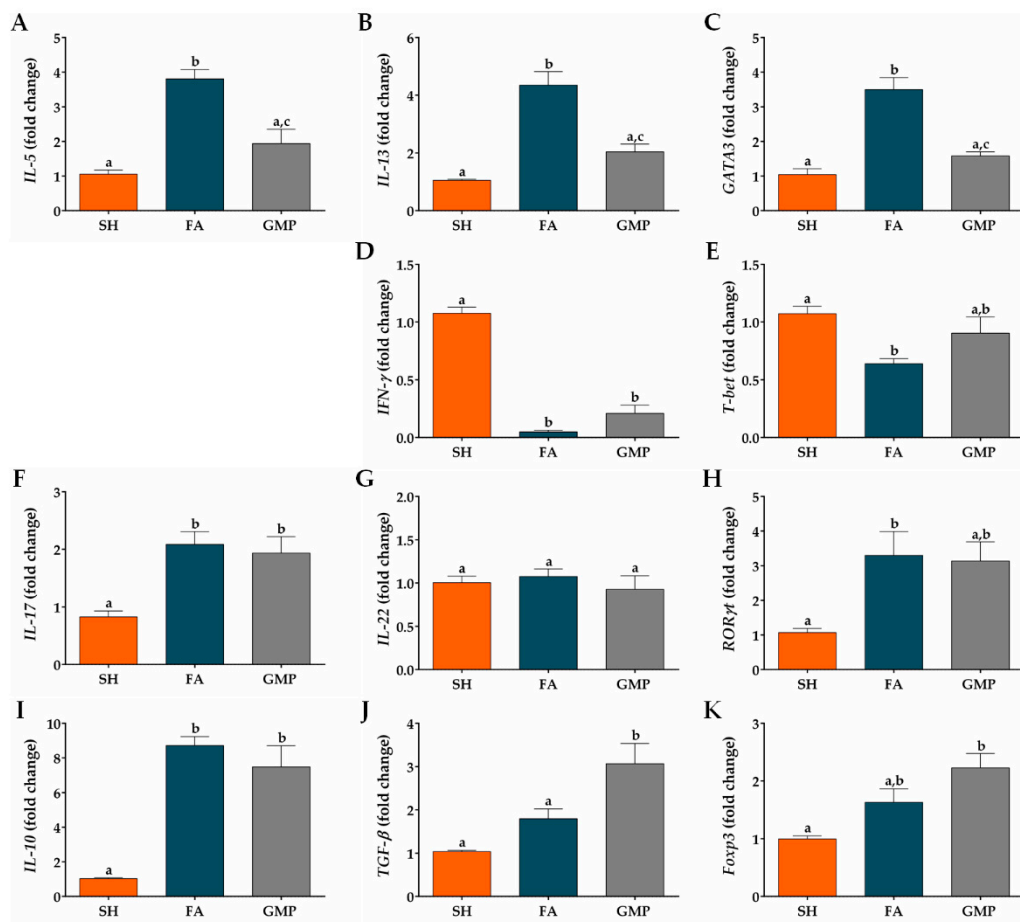 A
IL-5 (fold change)
5
4
3
2
1
0
a
b
a,c
SH
FA
GMP
B
IL-13 (fold change)
6
4
2
0
a
b
a,c
SH
FA
GMP
C
GATA3 (fold change)
5
4
3
2
1
0
a
b
a,c
SH
FA
GMP
D
IFN-γ (fold change)
1.5
1.0
0.5
0.0
a
b
b
SH
FA
GMP
E
T-bet (fold change)
1.5
1.0
0.5
0.0
a
b
a,b
SH
FA
GMP
F
IL-17 (fold change)
3
2
1
0
a
b
b
SH
FA
GMP
G
IL-22 (fold change)
2.0
1.5
1.0
0.5
0.0
a
a
a
SH
FA
GMP
H
RORγt (fold change)
5
4
3
2
1
0
a
b
a,b
SH
FA
GMP
I
IL-10 (fold change)
10
8
6
4
2
0
a
b
b
SH
FA
GMP
J
TGF-β (fold change)
4
3
2
1
0
a
a
b
SH
FA
GMP
K
Foxp3 (fold change)
3
2
1
0
a
a,b
b
SH
FA
GMP